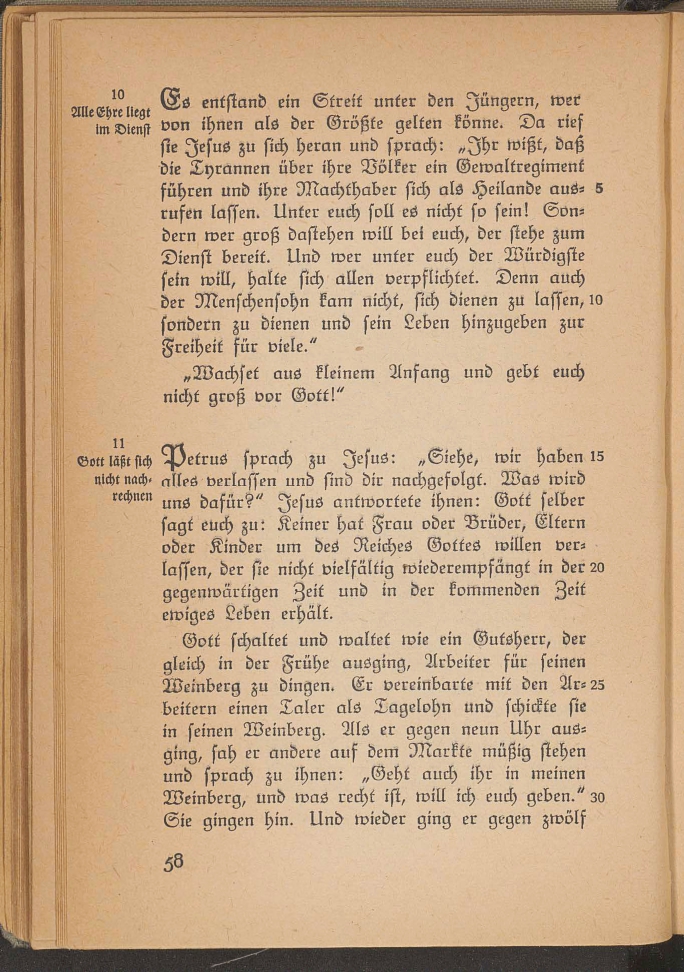 10
Alle Ehre liegt
im Dienst
Es entstand ein Streit unter den Jüngern, wer
von ihnen als der Größte gelten könne. Da rief
sie Jesus zu sich heran und sprach: „Ihr wißt, daß
die Tyrannen über ihre Völker ein Gewaltregiment
führen und ihre Machthaber sich als Heilande aus- 5
rufen lassen. Unter euch soll es nicht so sein! Son-
dern wer groß dastehen will bei euch, der stehe zum
Dienst bereit. Und wer unter euch der Würdigste
sein will, halte sich allen verpflichtet. Denn auch
der Menschensohn kam nicht, sich dienen zu lassen, 10
sondern zu dienen und sein Leben hinzugeben zur
Freiheit für viele.“
„Wachset aus kleinem Anfang und gebt euch
nicht groß vor Gott!“
11
Gott läßt sich
nicht nach-
rechnen
Petrus sprach zu Jesus: „Siehe, wir haben 15
alles verlassen und sind dir nachgefolgt. Was wird
uns dafür?“ Jesus antwortete ihnen: Gott selber
sagt euch zu: Keiner hat Frau oder Brüder, Eltern
oder Kinder um des Reiches Gottes willen ver-
lassen, der sie nicht vielfältig wiederempfängt in der 20
gegenwärtigen Zeit und in der kommenden Zeit
ewiges Leben erhält.
Gott schaltet und waltet wie ein Gutsherr, der
gleich in der Frühe ausging, Arbeiter für seinen
Weinberg zu dingen. Er vereinbarte mit den Ar- 25
beitern einen Taler als Tagelohn und schickte sie
in seinen Weinberg. Als er gegen neun Uhr aus-
ging, sah er andere auf dem Markte müßig stehen
und sprach zu ihnen: „Geht auch ihr in meinen
Weinberg, und was recht ist, will ich euch geben.“ 30
Sie gingen hin. Und wieder ging er gegen zwölf
58